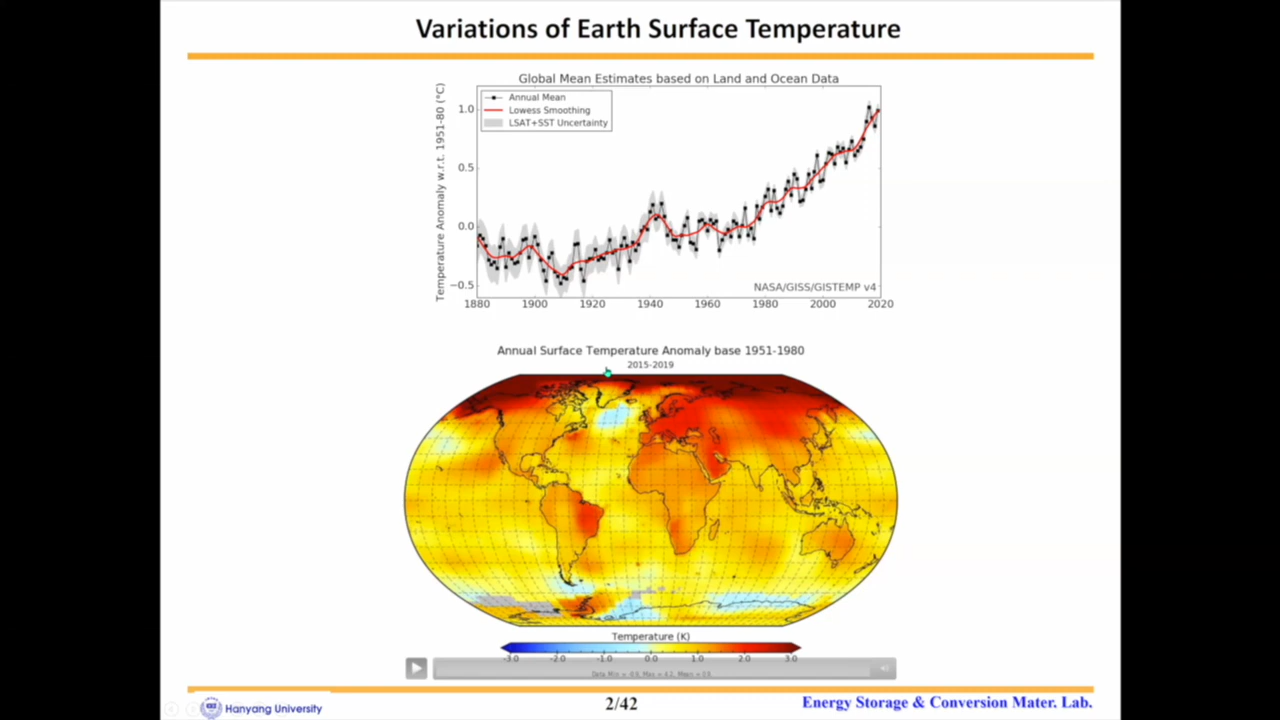 Variations of Earth Surface Temperature
Global Mean Estimates based on Land and Ocean Data
Temperature Anomaly w.r.t. 1951-80 (°C)
Annual Mean
Lowess Smoothing
LSAT+SST Uncertainty
1.0
0.5
0.0
−0.5
NASA/GISS/GISTEMP v4
1880 1900 1920 1940 1960 1980 2000 2020
Annual Surface Temperature Anomaly base 1951-1980
2015-2019
Temperature (K)
-3.0 -2.0 -1.0 0.0 1.0 2.0 3.0
Hanyang University
2/42
Energy Storage & Conversion Mater. Lab.